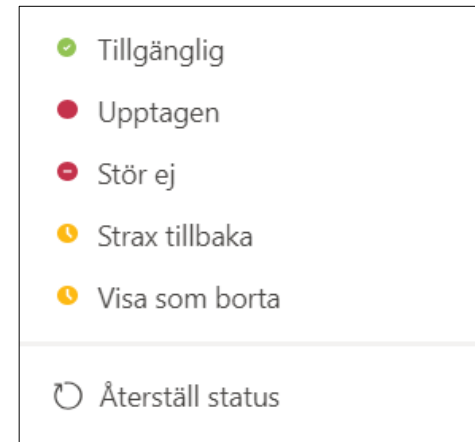 Tillgänglig
Upptagen
Stör ej
Strax tillbaka
Visa som borta
Återställ status